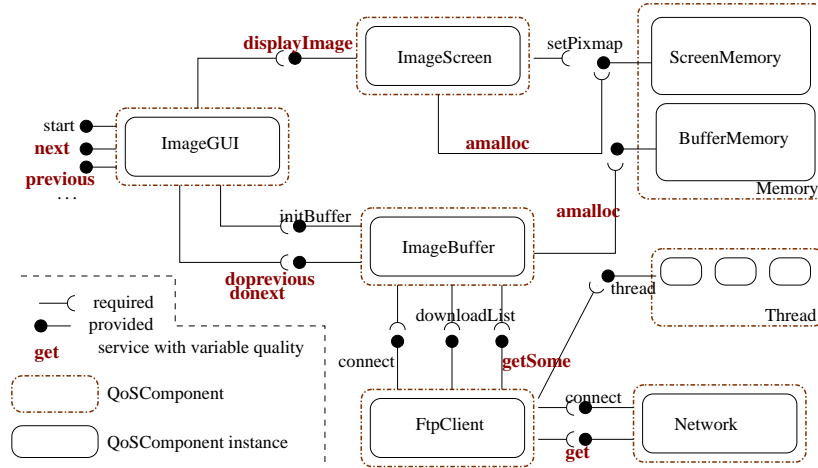 displayImage
ImageScreen
setPixmap
ScreenMemory
start
next
previous
...
ImageGUI
amalloc
BufferMemory
Memory
initBuffer
amalloc
ImageBuffer
doprevious
donext
thread
Thread
required
provided
get
service with variable quality
connect
downloadList
getSome
QoSComponent
QoSComponent instance
FtpClient
connect
get
Network